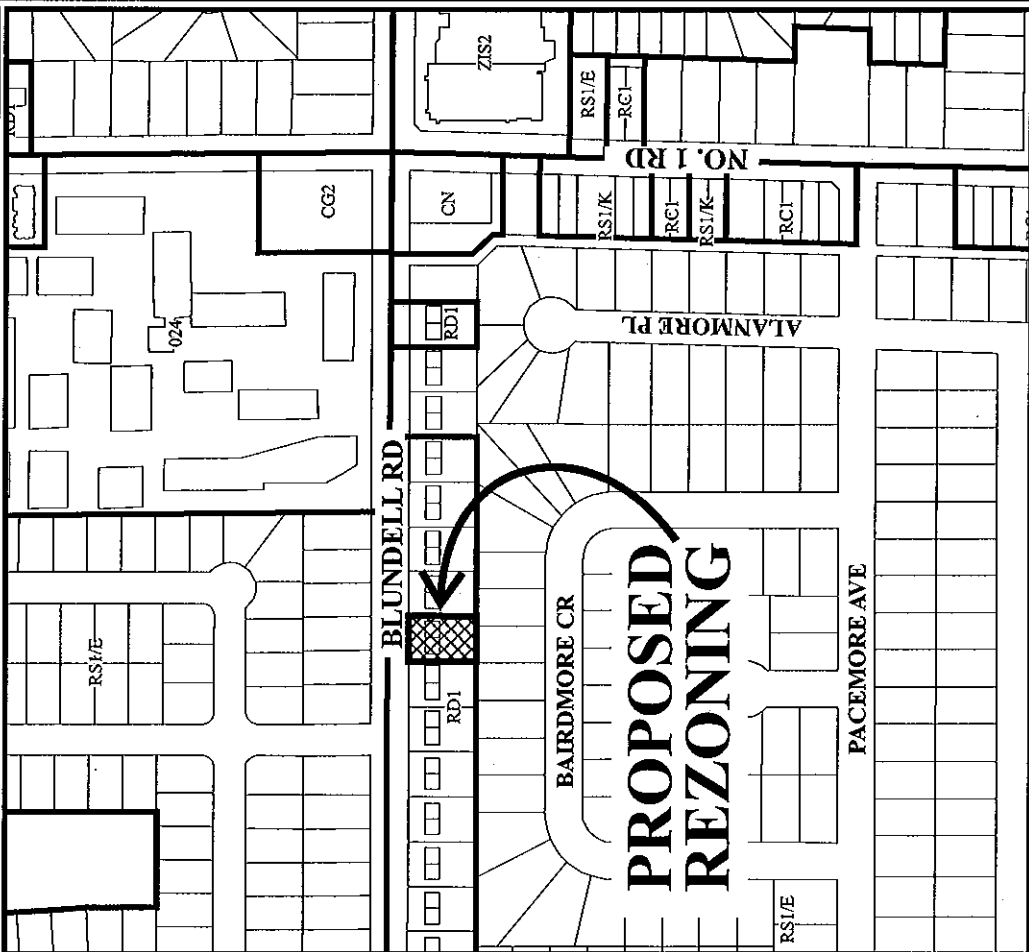 ZIS2
RS1/E
RC1
NO. 1 RD
CG2
CN
RS1/K
RC1
RS1/K
RC1
RD1
ALANMORE PL
024
BLUNDELL RD
RS1/E
RD1
BAIRDMORE CR
PROPOSED
REZONING
PACEMORE AVE
RS1/E